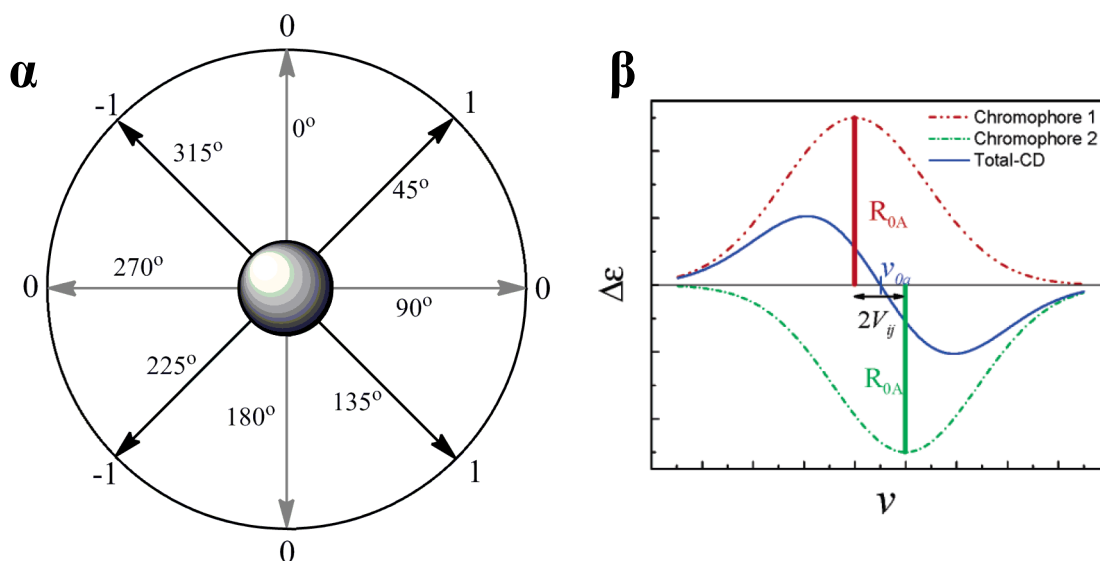 α
0
-1
1
0°
315°
45°
0
270°
90°
0
225°
135°
180°
-1
1
0
β
Chromophore 1
Chromophore 2
Total-CD
R0A
ν0a
2Vij
R0A
Δε
ν